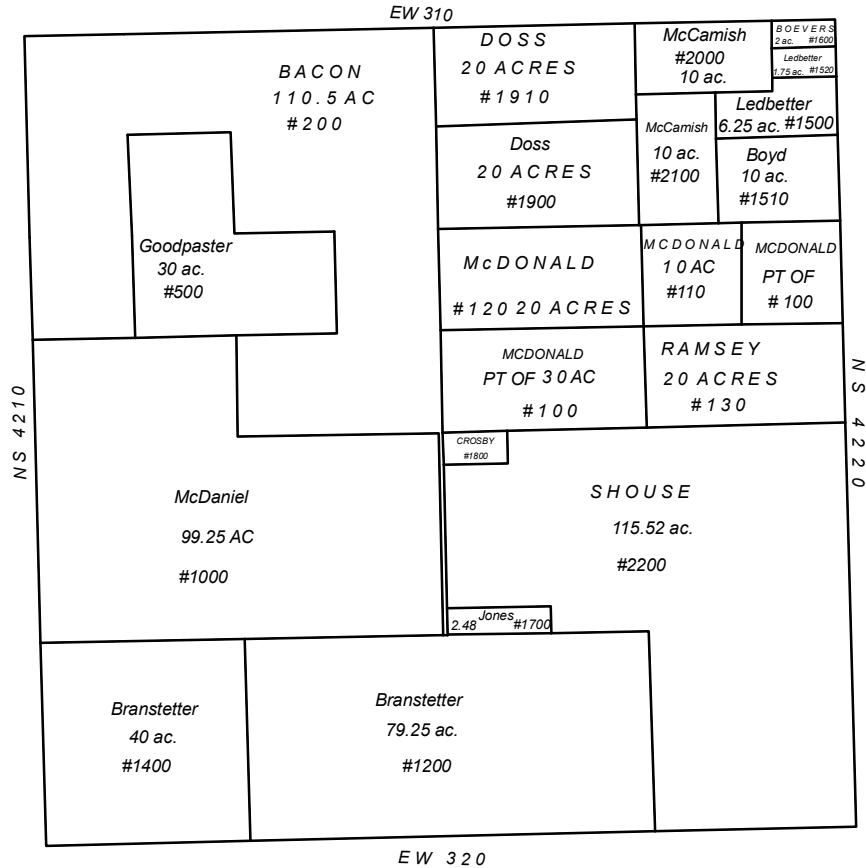 EW 310
BACON
110.5 AC
#200
DOSS
20 ACRES
#1910
McCamish
#2000
10 ac.
BOEVERS
2 ac. #1600
Ledbetter
1.75 ac. #1520
Ledbetter
6.25 ac. #1500
McCamish
10 ac.
#2100
Boyd
10 ac.
#1510
Doss
20 ACRES
#1900
Goodpaster
30 ac.
#500
McDONALD
#120 20 ACRES
MCDONALD
10 AC
#110
MCDONALD
PT OF
# 100
MCDONALD
PT OF 30 AC
#100
RAMSEY
20 ACRES
#130
NS 4210
NS 4220
CROSBY
#1800
McDaniel
99.25 AC
#1000
SHOUSE
115.52 ac.
#2200
Jones
2.48 #1700
Branstetter
40 ac.
#1400
Branstetter
79.25 ac.
#1200
EW 320